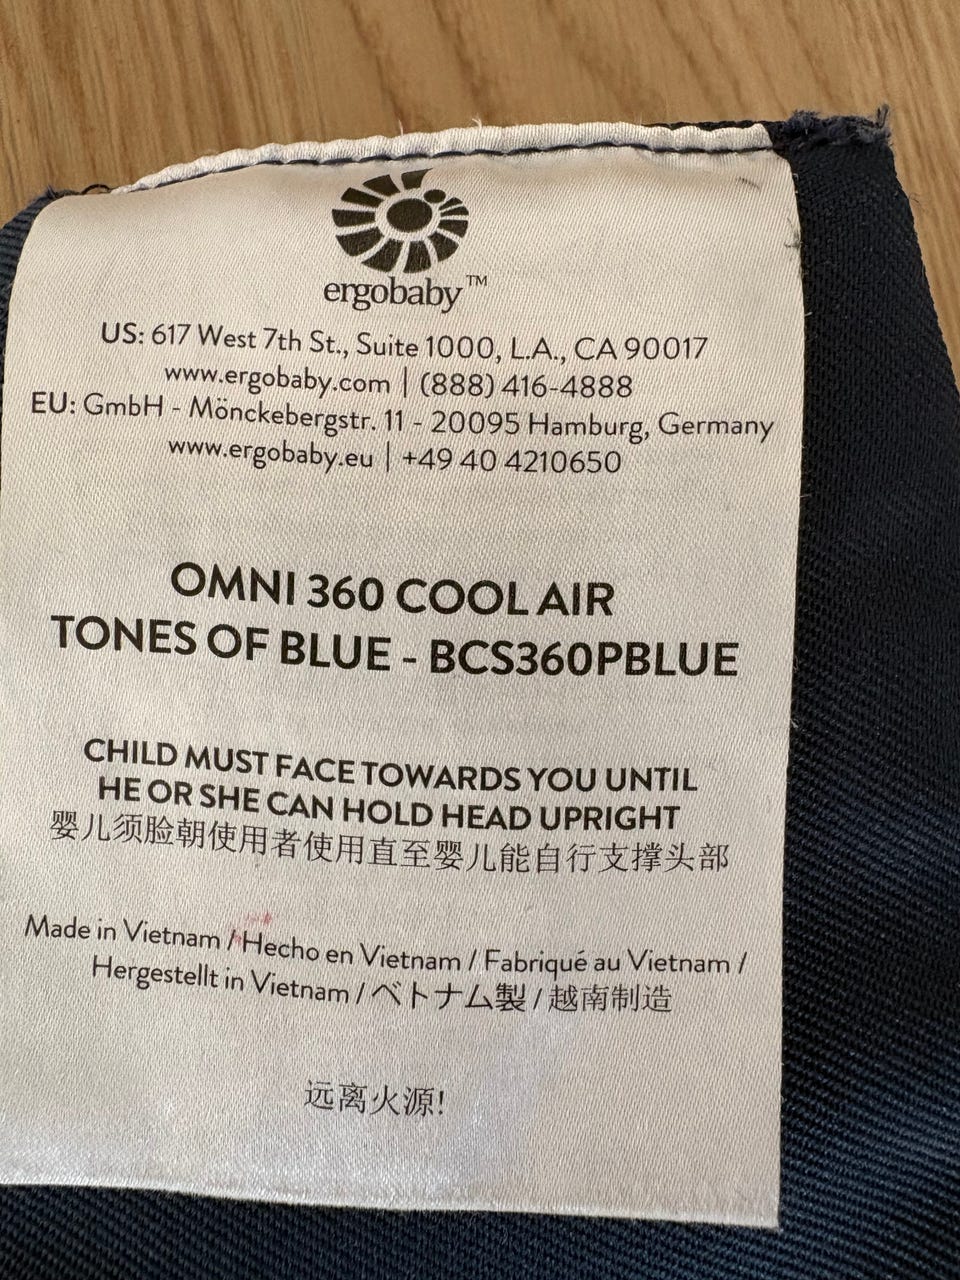 ergobaby™
US: 617 West 7th St., Suite 1000, L.A., CA 90017
www.ergobaby.com | (888) 416-4888
EU: GmbH - Mönckebergstr. 11 - 20095 Hamburg, Germany
www.ergobaby.eu | +49 40 4210650
OMNI 360 COOL AIR
TONES OF BLUE - BCS360PBLUE
CHILD MUST FACE TOWARDS YOU UNTIL
HE OR SHE CAN HOLD HEAD UPRIGHT
婴儿须脸朝使用者使用直至婴儿能自行支撑头部
Made in Vietnam / Hecho en Vietnam / Fabriqué au Vietnam /
Hergestellt in Vietnam / ベトナム製 / 越南制造
远离火源!